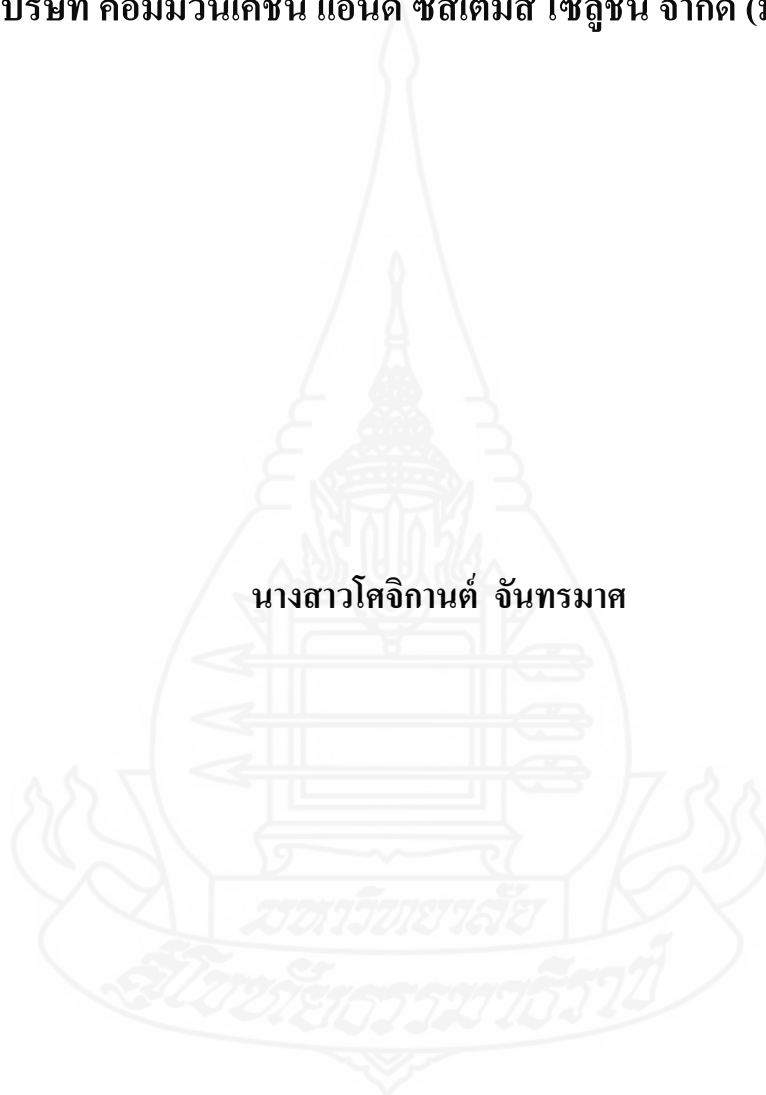 บริษัท คอมมิวนิเคชั่น แอนด์ ซิสเต็มส์ โซลูชั่น จำกัด
นางสาวโศจิกานต์ จันทรมาศ
มหาวิทยาลัย
สุโขทัยธรรมาธิราช